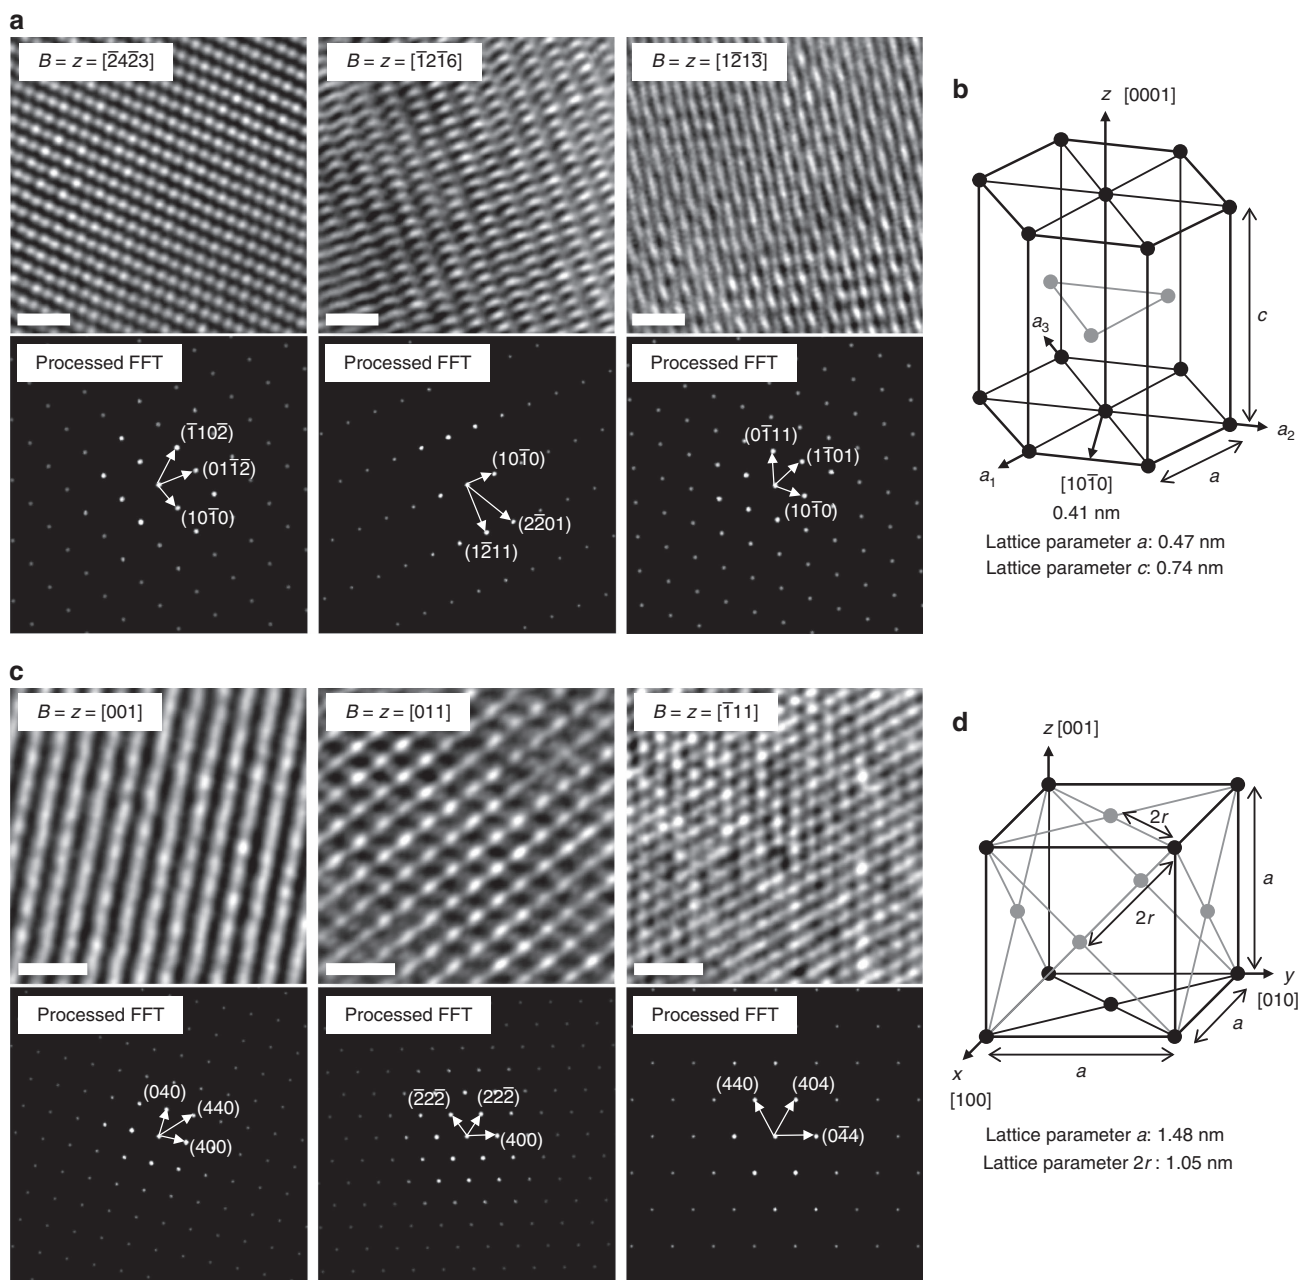 a
B = z = [2̄42̄3]
B = z = [1̄21̄6]
B = z = [12̄13̄]
Processed FFT
Processed FFT
Processed FFT
(1̄102̄)
(011̄2̄)
(101̄0)
(101̄0)
(22̄01)
(12̄11)
(01̄11)
(11̄01)
(101̄0)
b
z [0001]
c
a3
a2
a1
a
[101̄0]
0.41 nm
Lattice parameter a: 0.47 nm
Lattice parameter c: 0.74 nm
c
B = z = [001]
B = z = [011]
B = z = [1̄11]
Processed FFT
Processed FFT
Processed FFT
(040)
(440)
(400)
(2̄22̄)
(222̄)
(400)
(440)
(404)
(04̄4)
d
z [001]
2r
a
2r
y
[010]
a
a
x
[100]
Lattice parameter a: 1.48 nm
Lattice parameter 2r : 1.05 nm